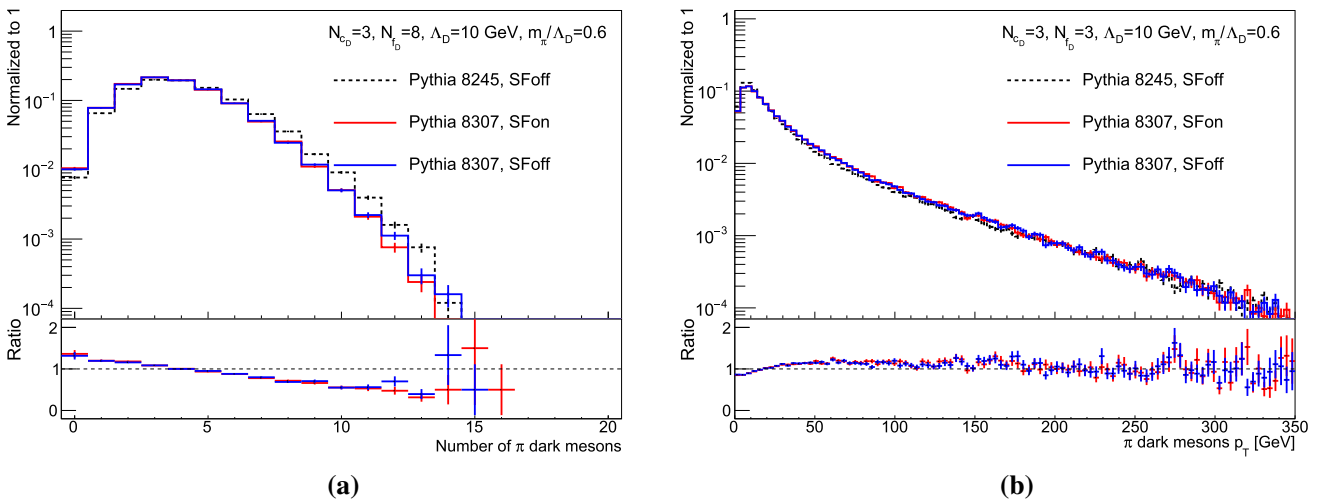 Normalized to 1
1
10⁻¹
10⁻²
10⁻³
10⁻⁴
N_{c_D}=3, N_{f_D}=8, Λ_D=10 GeV, m_π/Λ_D=0.6
Pythia 8245, SFoff
Pythia 8307, SFon
Pythia 8307, SFoff
Ratio
2
1
0
0 5 10 15 20
Number of π dark mesons
(a)
Normalized to 1
1
10⁻¹
10⁻²
10⁻³
10⁻⁴
N_{c_D}=3, N_{f_D}=3, Λ_D=10 GeV, m_π/Λ_D=0.6
Pythia 8245, SFoff
Pythia 8307, SFon
Pythia 8307, SFoff
Ratio
2
1
0
0 50 100 150 200 250 300 350
π dark mesons p_T [GeV]
(b)